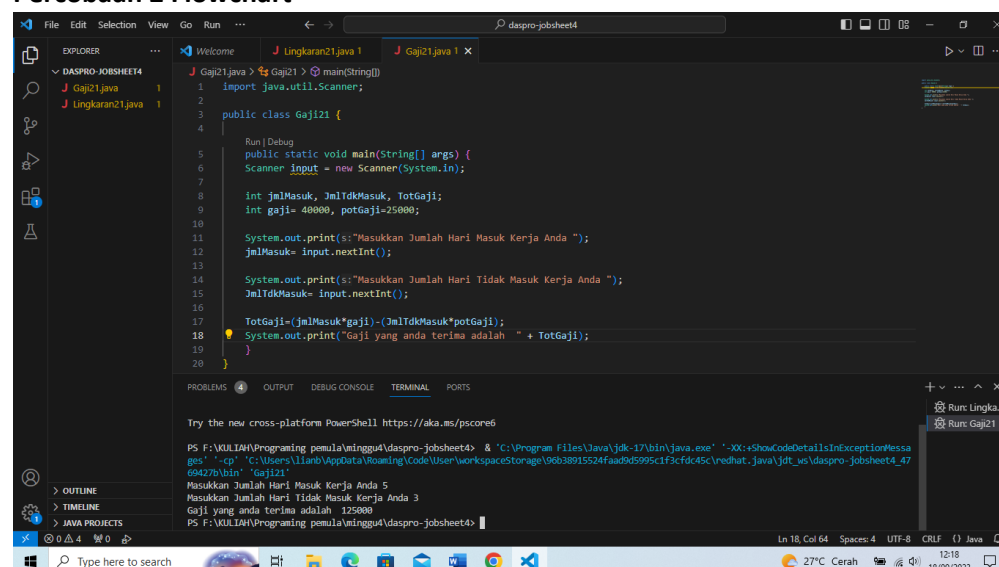 File Edit Selection View Go Run ··· ← → daspro-jobsheet4
EXPLORER ···
DASPRO-JOBSHEET4
J Gaji21.java 1
J Lingkaran21.java 1
OUTLINE
TIMELINE
JAVA PROJECTS
Welcome J Lingkaran21.java 1 J Gaji21.java 1 ×
J Gaji21.java > Gaji21 > main(String[])
1 import java.util.Scanner;
2
3 public class Gaji21 {
4
Run | Debug
5 public static void main(String[] args) {
6 Scanner input = new Scanner(System.in);
7
8 int jmlMasuk, JmlTdkMasuk, TotGaji;
9 int gaji= 40000, potGaji=25000;
10
11 System.out.print(s:"Masukkan Jumlah Hari Masuk Kerja Anda ");
12 jmlMasuk= input.nextInt();
13
14 System.out.print(s:"Masukkan Jumlah Hari Tidak Masuk Kerja Anda ");
15 JmlTdkMasuk= input.nextInt();
16
17 TotGaji=(jmlMasuk*gaji)-(JmlTdkMasuk*potGaji);
18 System.out.print("Gaji yang anda terima adalah  " + TotGaji);
19 }
20 }
PROBLEMS 4 OUTPUT DEBUG CONSOLE TERMINAL PORTS
Run: Lingka
Run: Gaji21
Try the new cross-platform PowerShell https://aka.ms/pscore6
PS F:\KULIAH\Programing pemula\minggu4\daspro-jobsheet4>  & 'C:\Program Files\Java\jdk-17\bin\java.exe' '-XX:+ShowCodeDetailsInExceptionMessa
ges' '-cp' 'C:\Users\lianb\AppData\Roaming\Code\User\workspaceStorage\96b38915524faad9d5995c1f3cfdc45c\redhat.java\jdt_ws\daspro-jobsheet4_47
69427b\bin' 'Gaji21'
Masukkan Jumlah Hari Masuk Kerja Anda 5
Masukkan Jumlah Hari Tidak Masuk Kerja Anda 3
Gaji yang anda terima adalah  125000
PS F:\KULIAH\Programing pemula\minggu4\daspro-jobsheet4>
0 4 0 Ln 18, Col 64 Spaces: 4 UTF-8 CRLF {} Java
Type here to search 27°C Cerah 12:18